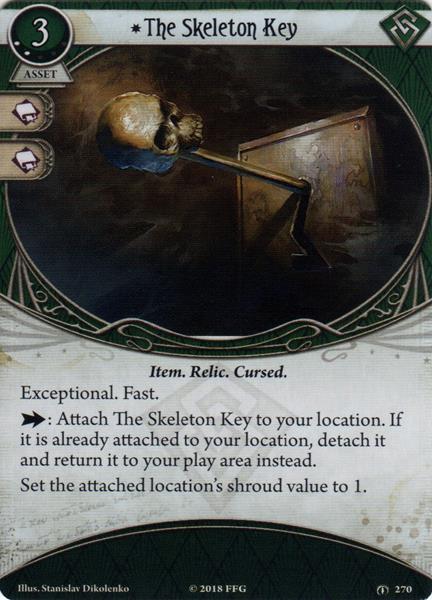 3
✶The Skeleton Key
ASSET
Item. Relic. Cursed.
Exceptional. Fast.
: Attach The Skeleton Key to your location. If
it is already attached to your location, detach it
and return it to your play area instead.
Set the attached location's shroud value to 1.
Illus. Stanislav Dikolenko
© 2018 FFG
270